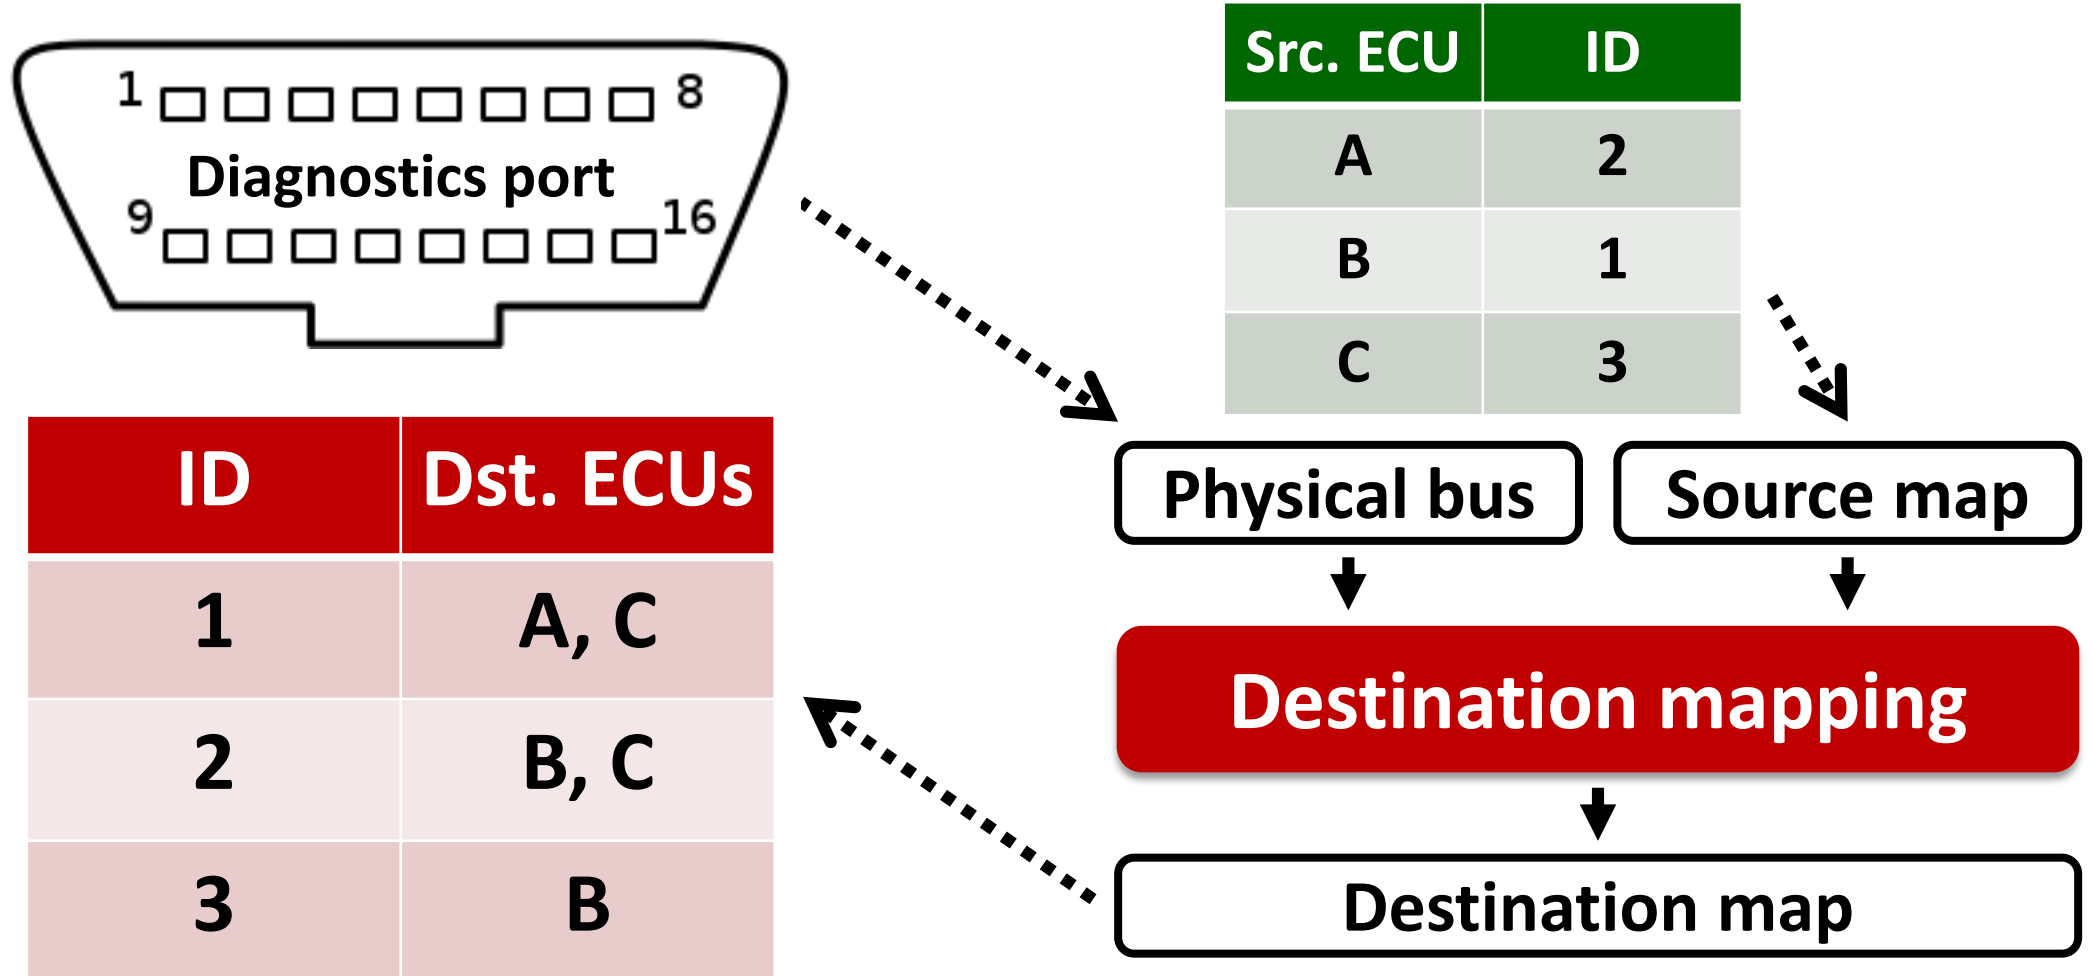 1 8
Diagnostics port
9 16
Src. ECU ID
A 2
B 1
C 3
ID Dst. ECUs
1 A, C
2 B, C
3 B
Physical bus
Source map
Destination mapping
Destination map